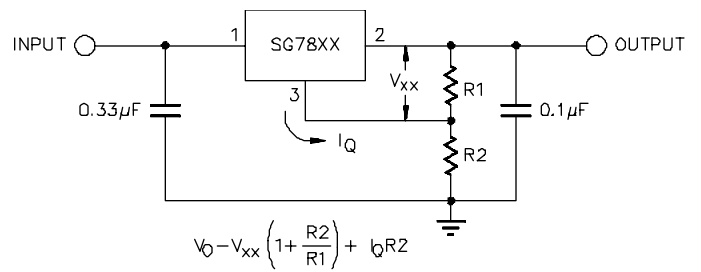 INPUT
1
SG78XX
2
OUTPUT
3
Vxx
R1
0.33µF
0.1µF
IQ
R2
VO–Vxx(1+R2/R1)+ IQR2